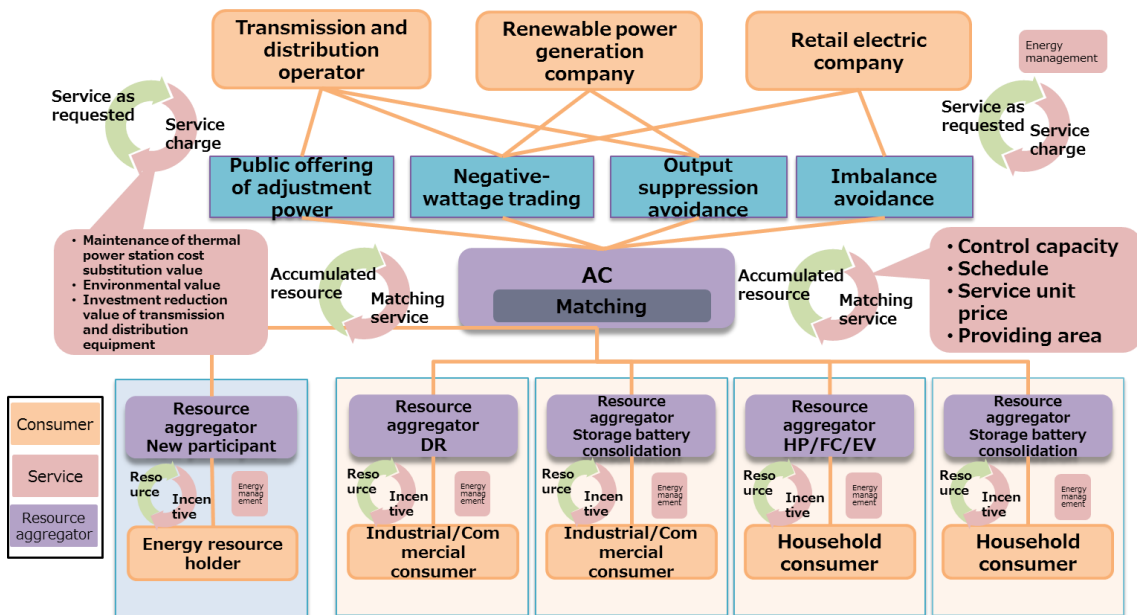 Transmission and
distribution
operator
Renewable power
generation
company
Retail electric
company
Energy
management
Service as
requested
Service
charge
Service as
requested
Service
charge
Public offering
of adjustment
power
Negative-
wattage trading
Output
suppression
avoidance
Imbalance
avoidance
• Maintenance of thermal
power station cost
substitution value
• Environmental value
• Investment reduction
value of transmission
and distribution
equipment
Accumulated
resource
Matching
service
AC
Matching
Accumulated
resource
Matching
service
• Control capacity
• Schedule
• Service unit
price
• Providing area
Consumer
Service
Resource
aggregator
Resource
aggregator
New participant
Reso
urce
Incen
tive
Energy
manag
ement
Energy resource
holder
Resource
aggregator
DR
Reso
urce
Incen
tive
Energy
manag
ement
Industrial/Com
mercial
consumer
Resource
aggregator
Storage battery
consolidation
Reso
urce
Incen
tive
Energy
manag
ement
Industrial/Com
mercial
consumer
Resource
aggregator
HP/FC/EV
Reso
urce
Incen
tive
Energy
manag
ement
Household
consumer
Resource
aggregator
Storage battery
consolidation
Reso
urce
Incen
tive
Energy
manag
ement
Household
consumer